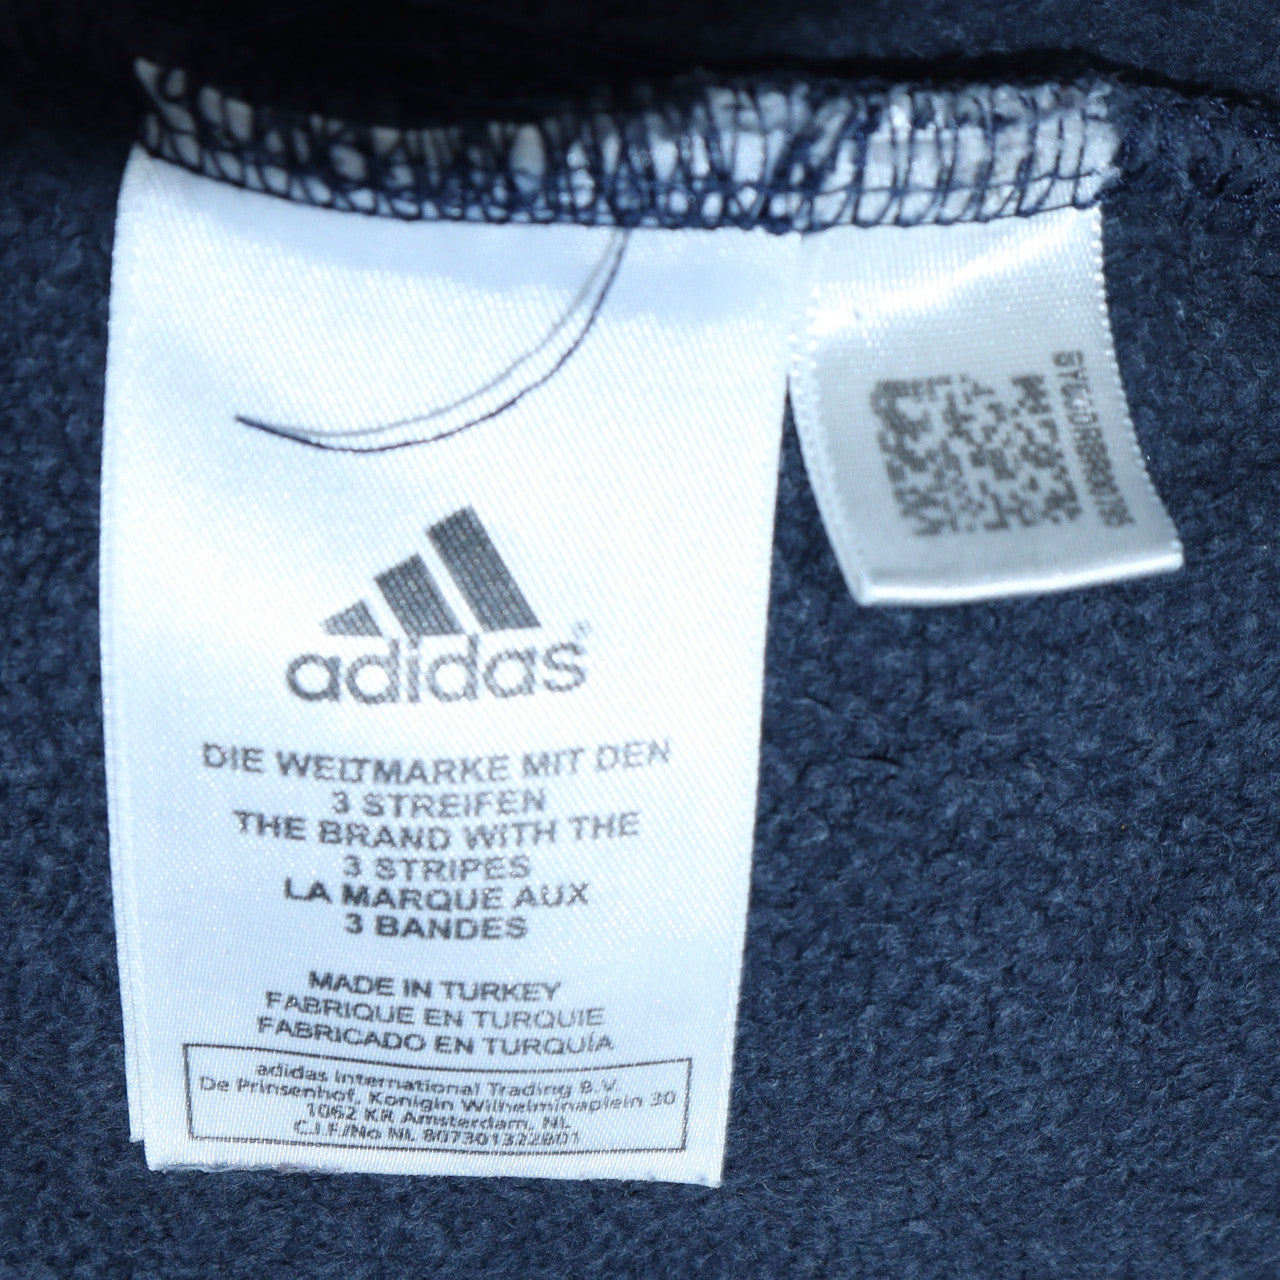 adidas®
DIE WELTMARKE MIT DEN
3 STREIFEN
THE BRAND WITH THE
3 STRIPES
LA MARQUE AUX
3 BANDES
MADE IN TURKEY
FABRIQUE EN TURQUIE
FABRICADO EN TURQUÍA
adidas International Trading B.V.
De Prinsenhof, Konigin Wilhelminaplein 30
1062 KR Amsterdam, NL
C.I.F./No NL 807301322B01